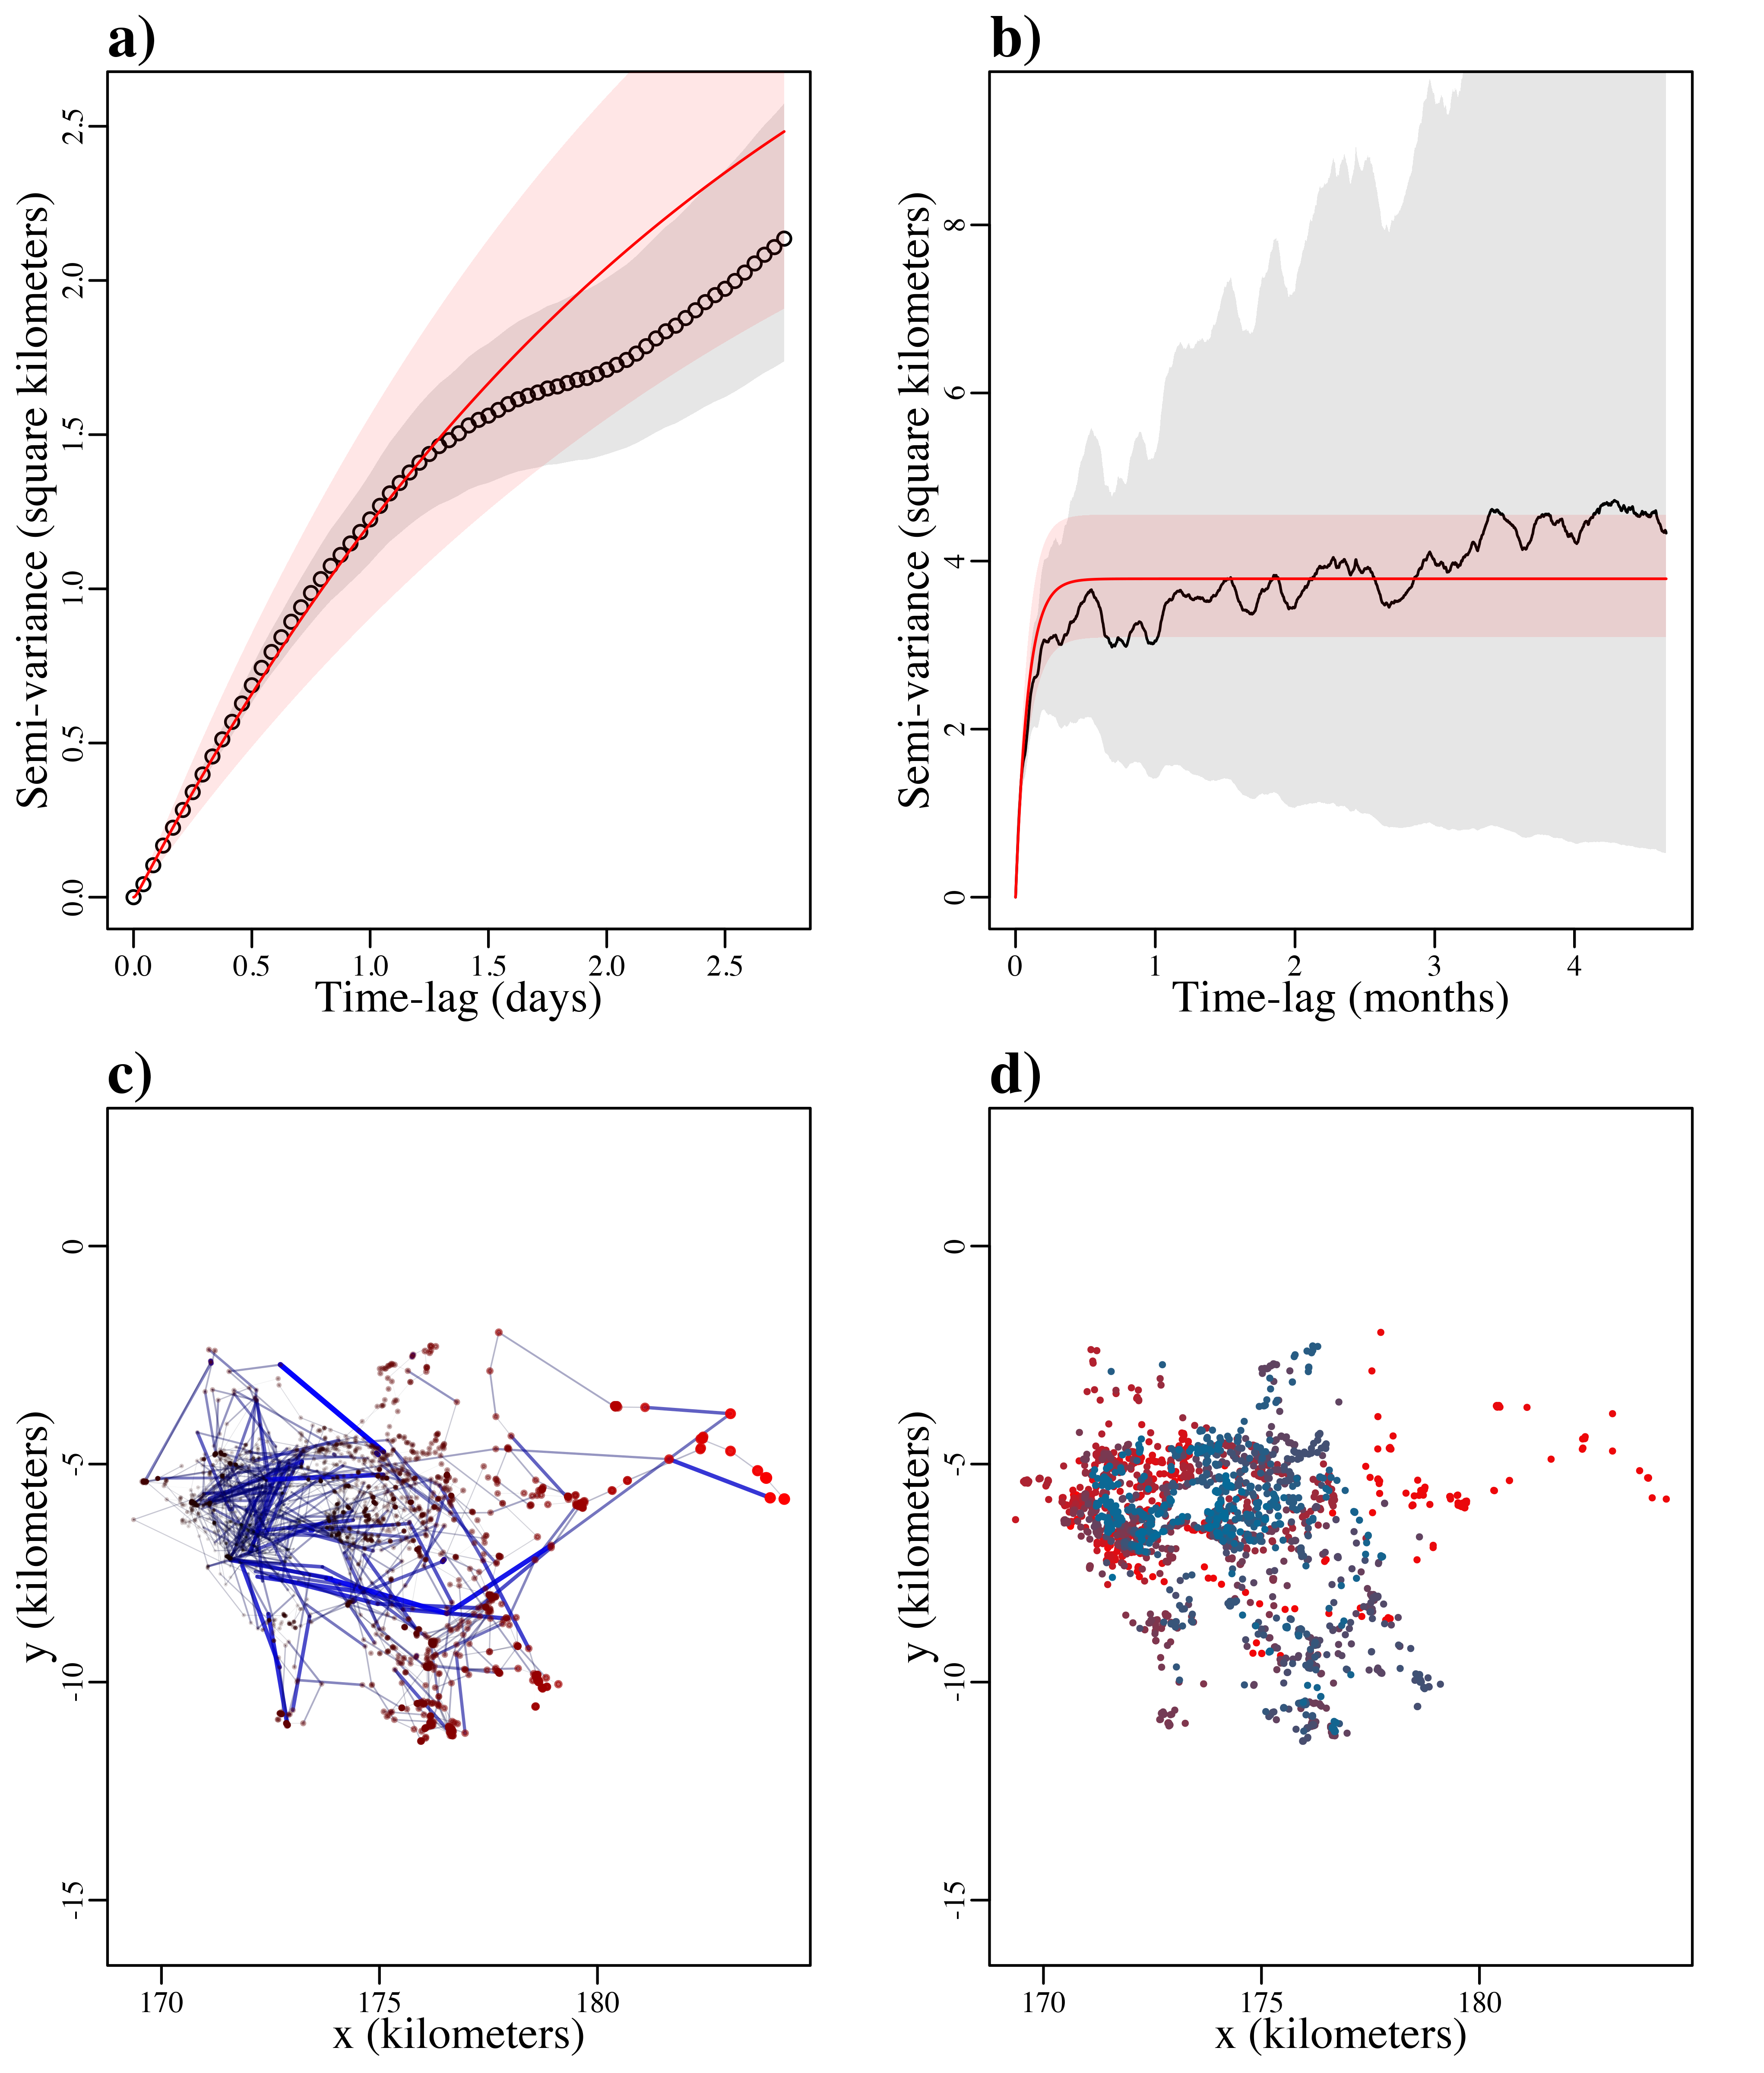 a)
Semi-variance (square kilometers)
0.0 0.5 1.0 1.5 2.0 2.5
0.0 0.5 1.0 1.5 2.0 2.5
Time-lag (days)
b)
Semi-variance (square kilometers)
0 2 4 6 8
0 1 2 3 4
Time-lag (months)
c)
y (kilometers)
-15 -10 -5 0
170 175 180
x (kilometers)
d)
y (kilometers)
-15 -10 -5 0
170 175 180
x (kilometers)